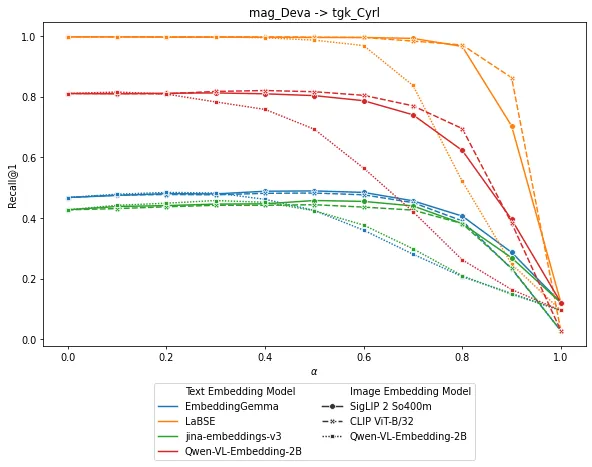 mag_Deva -> tgk_Cyrl
Recall@1
1.0
0.8
0.6
0.4
0.2
0.0
0.0 0.2 0.4 0.6 0.8 1.0
α
Text Embedding Model Image Embedding Model
EmbeddingGemma SigLIP 2 So400m
LaBSE CLIP ViT-B/32
jina-embeddings-v3 Qwen-VL-Embedding-2B
Qwen-VL-Embedding-2B